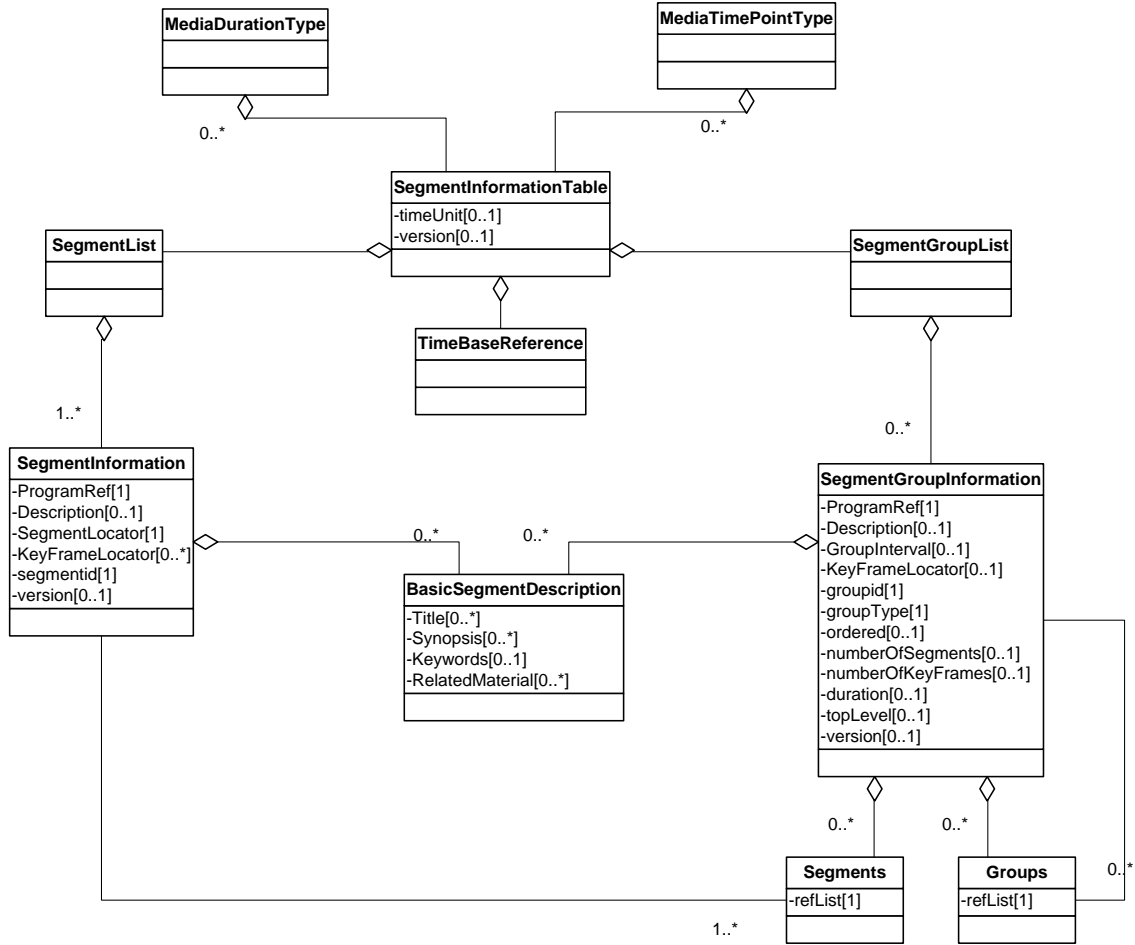 MediaDurationType
MediaTimePointType
0..*
0..*
SegmentInformationTable
-timeUnit[0..1]
-version[0..1]
SegmentList
SegmentGroupList
TimeBaseReference
1..*
0..*
SegmentInformation
-ProgramRef[1]
-Description[0..1]
-SegmentLocator[1]
-KeyFrameLocator[0..*]
-segmentid[1]
-version[0..1]
0..*
0..*
BasicSegmentDescription
-Title[0..*]
-Synopsis[0..*]
-Keywords[0..1]
-RelatedMaterial[0..*]
SegmentGroupInformation
-ProgramRef[1]
-Description[0..1]
-GroupInterval[0..1]
-KeyFrameLocator[0..1]
-groupid[1]
-groupType[1]
-ordered[0..1]
-numberOfSegments[0..1]
-numberOfKeyFrames[0..1]
-duration[0..1]
-topLevel[0..1]
-version[0..1]
0..*
0..*
Segments
-refList[1]
Groups
-refList[1]
0..*
1..*